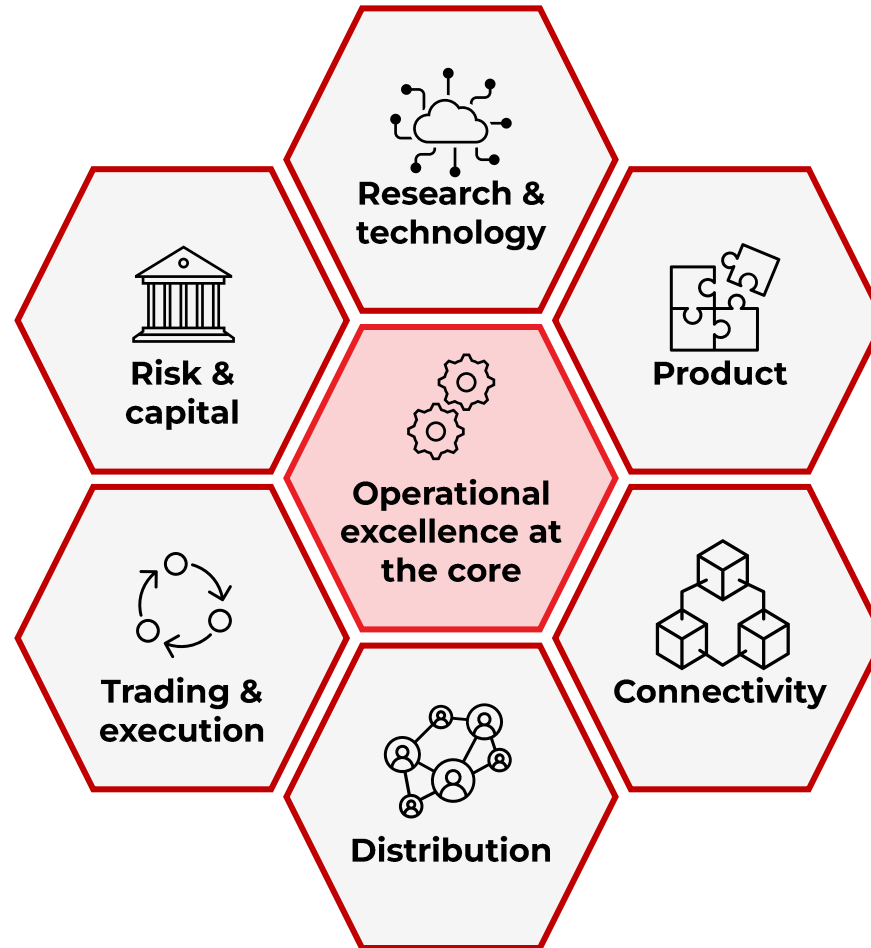 Research &
technology
Risk &
capital
Product
Operational
excellence at
the core
Trading &
execution
Connectivity
Distribution